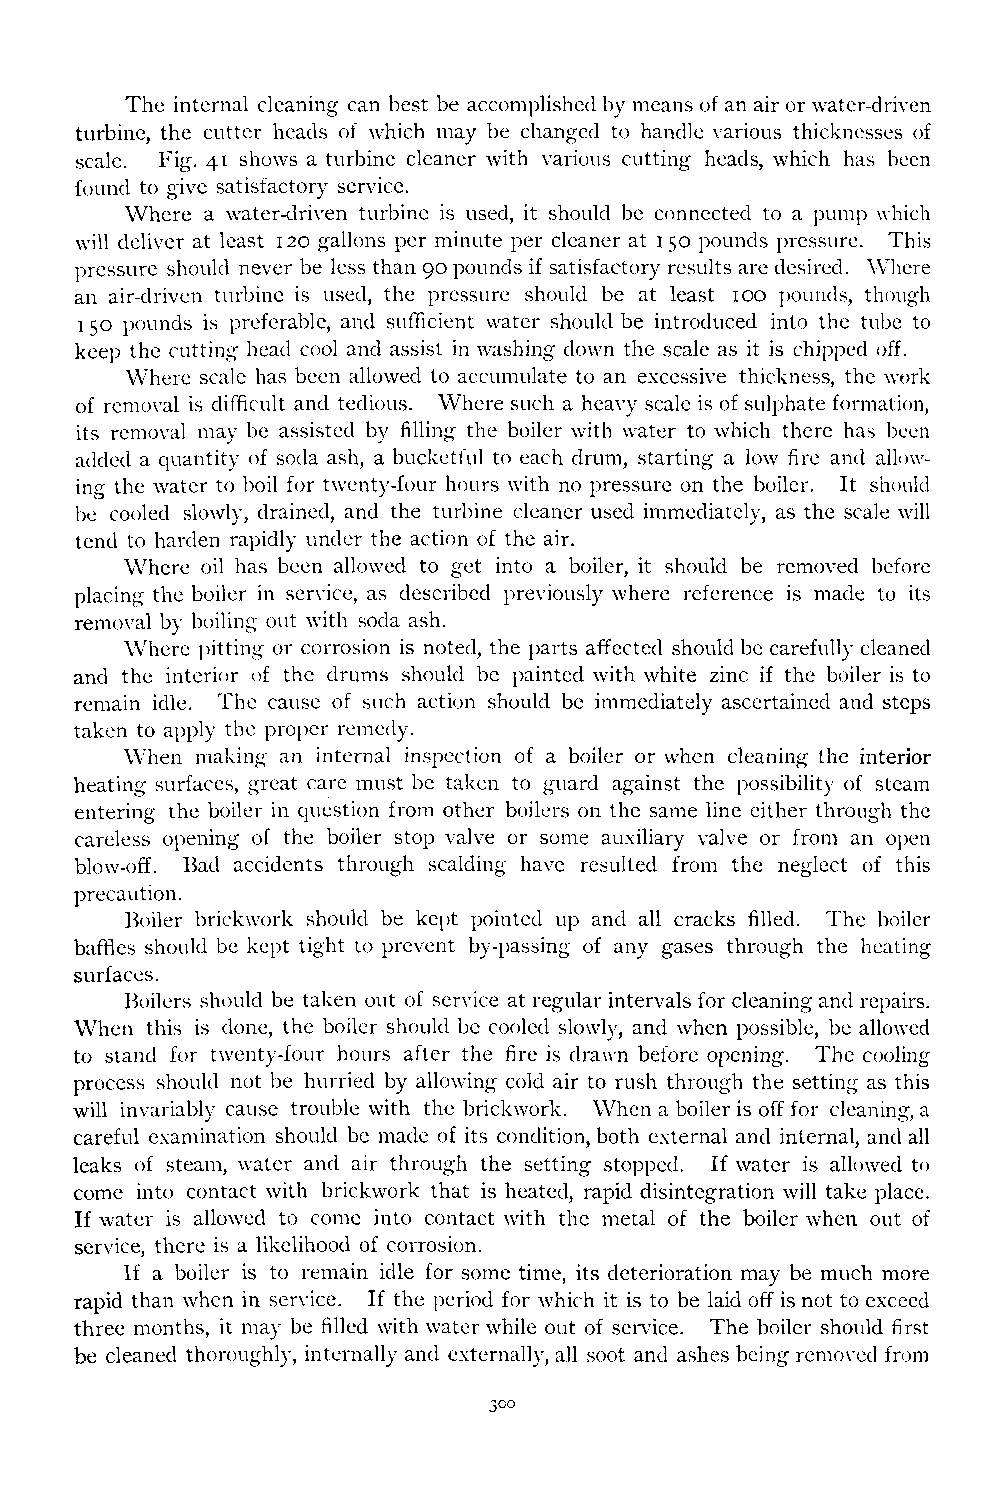 The internal cleaning can best be accomplished by means of an air or water-driven
turbine, the cutter heads of which may be changed to handle various thicknesses of
scale. Fig. 41 shows a turbine cleaner with various cutting heads, which has been
found to give satisfactory service.
Where a water-driven turbine is used, it should be connected to a pump which
will deliver at least 120 gallons per minute per cleaner at 150 pounds pressure. This
pressure should never be less than 90 pounds if satisfactory results are desired. Where
an air-driven turbine is used, the pressure should be at least 100 pounds, though
150 pounds is preferable, and sufficient water should be introduced into the tube to
keep the cutting head cool and assist in washing down the scale as it is chipped off.
Where scale has been allowed to accumulate to an excessive thickness, the work
of removal is difficult and tedious. Where such a heavy scale is of sulphate formation,
its removal may be assisted by filling the boiler with water to which there has been
added a quantity of soda ash, a bucketful to each drum, starting a low fire and allow-
ing the water to boil for twenty-four hours with no pressure on the boiler. It should
be cooled slowly, drained, and the turbine cleaner used immediately, as the scale will
tend to harden rapidly under the action of the air.
Where oil has been allowed to get into a boiler, it should be removed before
placing the boiler in service, as described previously where reference is made to its
removal by boiling out with soda ash.
Where pitting or corrosion is noted, the parts affected should be carefully cleaned
and the interior of the drums should be painted with white zinc if the boiler is to
remain idle. The cause of such action should be immediately ascertained and steps
taken to apply the proper remedy.
When making an internal inspection of a boiler or when cleaning the interior
heating surfaces, great care must be taken to guard against the possibility of steam
entering the boiler in question from other boilers on the same line either through the
careless opening of the boiler stop valve or some auxiliary valve or from an open
blow-off. Bad accidents through scalding have resulted from the neglect of this
precaution.
Boiler brickwork should be kept pointed up and all cracks filled. The boiler
baffles should be kept tight to prevent by-passing of any gases through the heating
surfaces.
Boilers should be taken out of service at regular intervals for cleaning and repairs.
When this is done, the boiler should be cooled slowly, and when possible, be allowed
to stand for twenty-four hours after the fire is drawn before opening. The cooling
process should not be hurried by allowing cold air to rush through the setting as this
will invariably cause trouble with the brickwork. When a boiler is off for cleaning, a
careful examination should be made of its condition, both external and internal, and all
leaks of steam, water and air through the setting stopped. If water is allowed to
come into contact with brickwork that is heated, rapid disintegration will take place.
If water is allowed to come into contact with the metal of the boiler when out of
service, there is a likelihood of corrosion.
If a boiler is to remain idle for some time, its deterioration may be much more
rapid than when in service. If the period for which it is to be laid off is not to exceed
three months, it may be filled with water while out of service. The boiler should first
be cleaned thoroughly, internally and externally, all soot and ashes being removed from
300